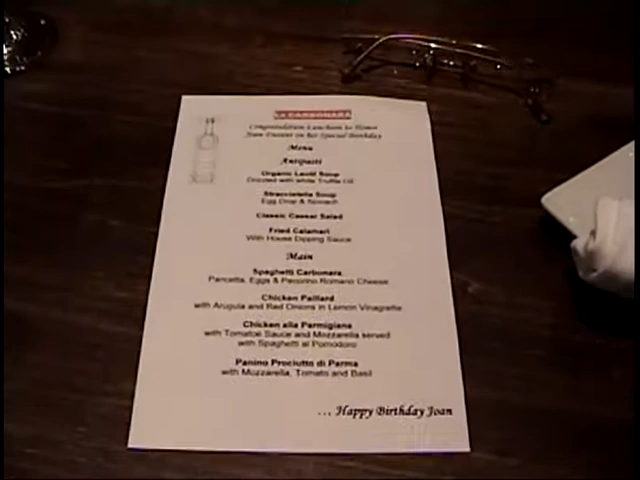 LA CARBONARA
Congratulations Luncheon to Honor
Joan on her Special Birthday
Menu
Antipasti
Organic Lentil Soup
Drizzled with white Truffle Oil
Stracciatella Soup
Egg Drop & Spinach
Classic Caesar Salad
Fried Calamari
With House Dipping Sauce
Main
Spaghetti Carbonara
Pancetta, Eggs & Pecorino Romano Cheese
Chicken Paillard
with Arugula and Red Onions in Lemon Vinagrette
Chicken alla Parmigiana
with Tomatoe Sauce and Mozzarella served
with Spaghetti al Pomodoro
Panino Prociutto di Parma
with Mozzarella, Tomato and Basil
... Happy Birthday Joan